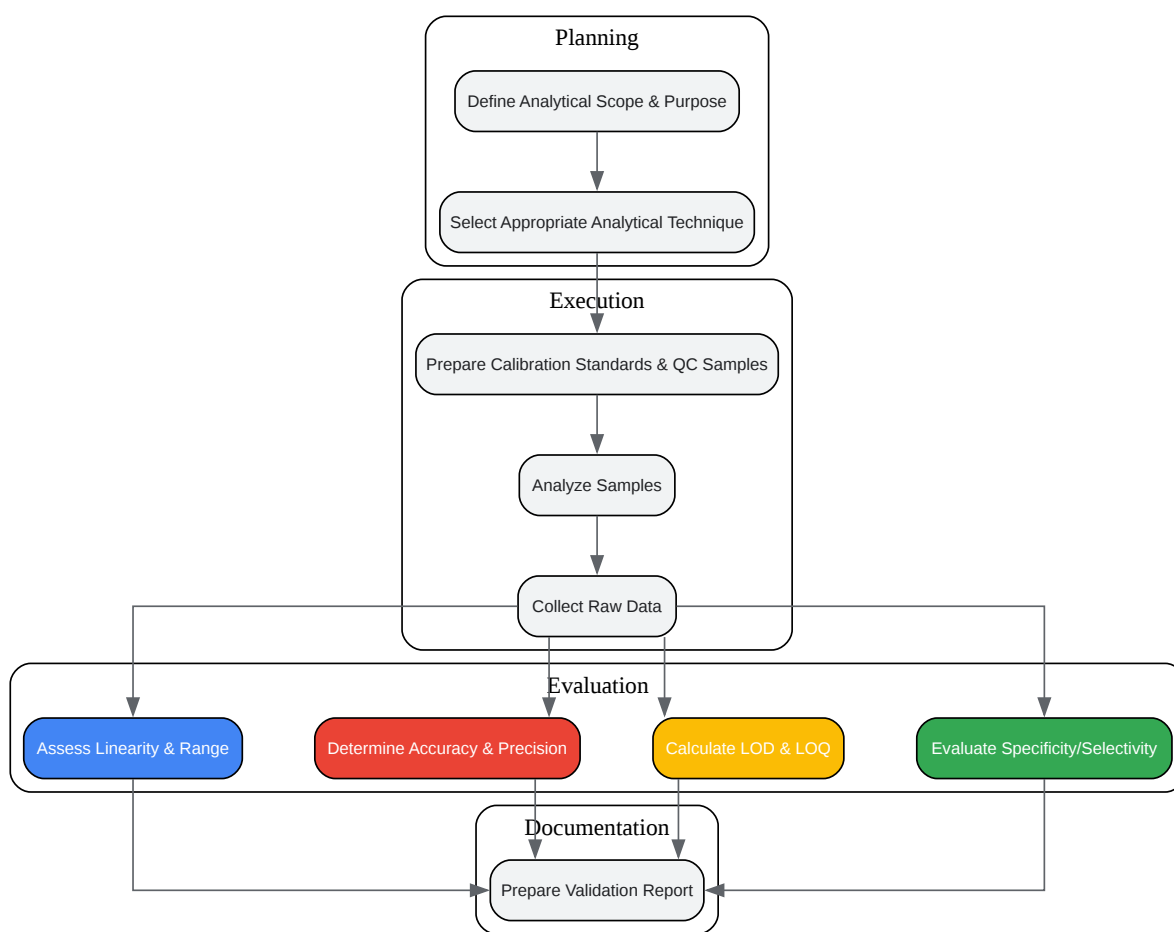 Planning
Define Analytical Scope & Purpose
Select Appropriate Analytical Technique
Execution
Prepare Calibration Standards & QC Samples
Analyze Samples
Collect Raw Data
Evaluation
Assess Linearity & Range
Determine Accuracy & Precision
Calculate LOD & LOQ
Evaluate Specificity/Selectivity
Documentation
Prepare Validation Report